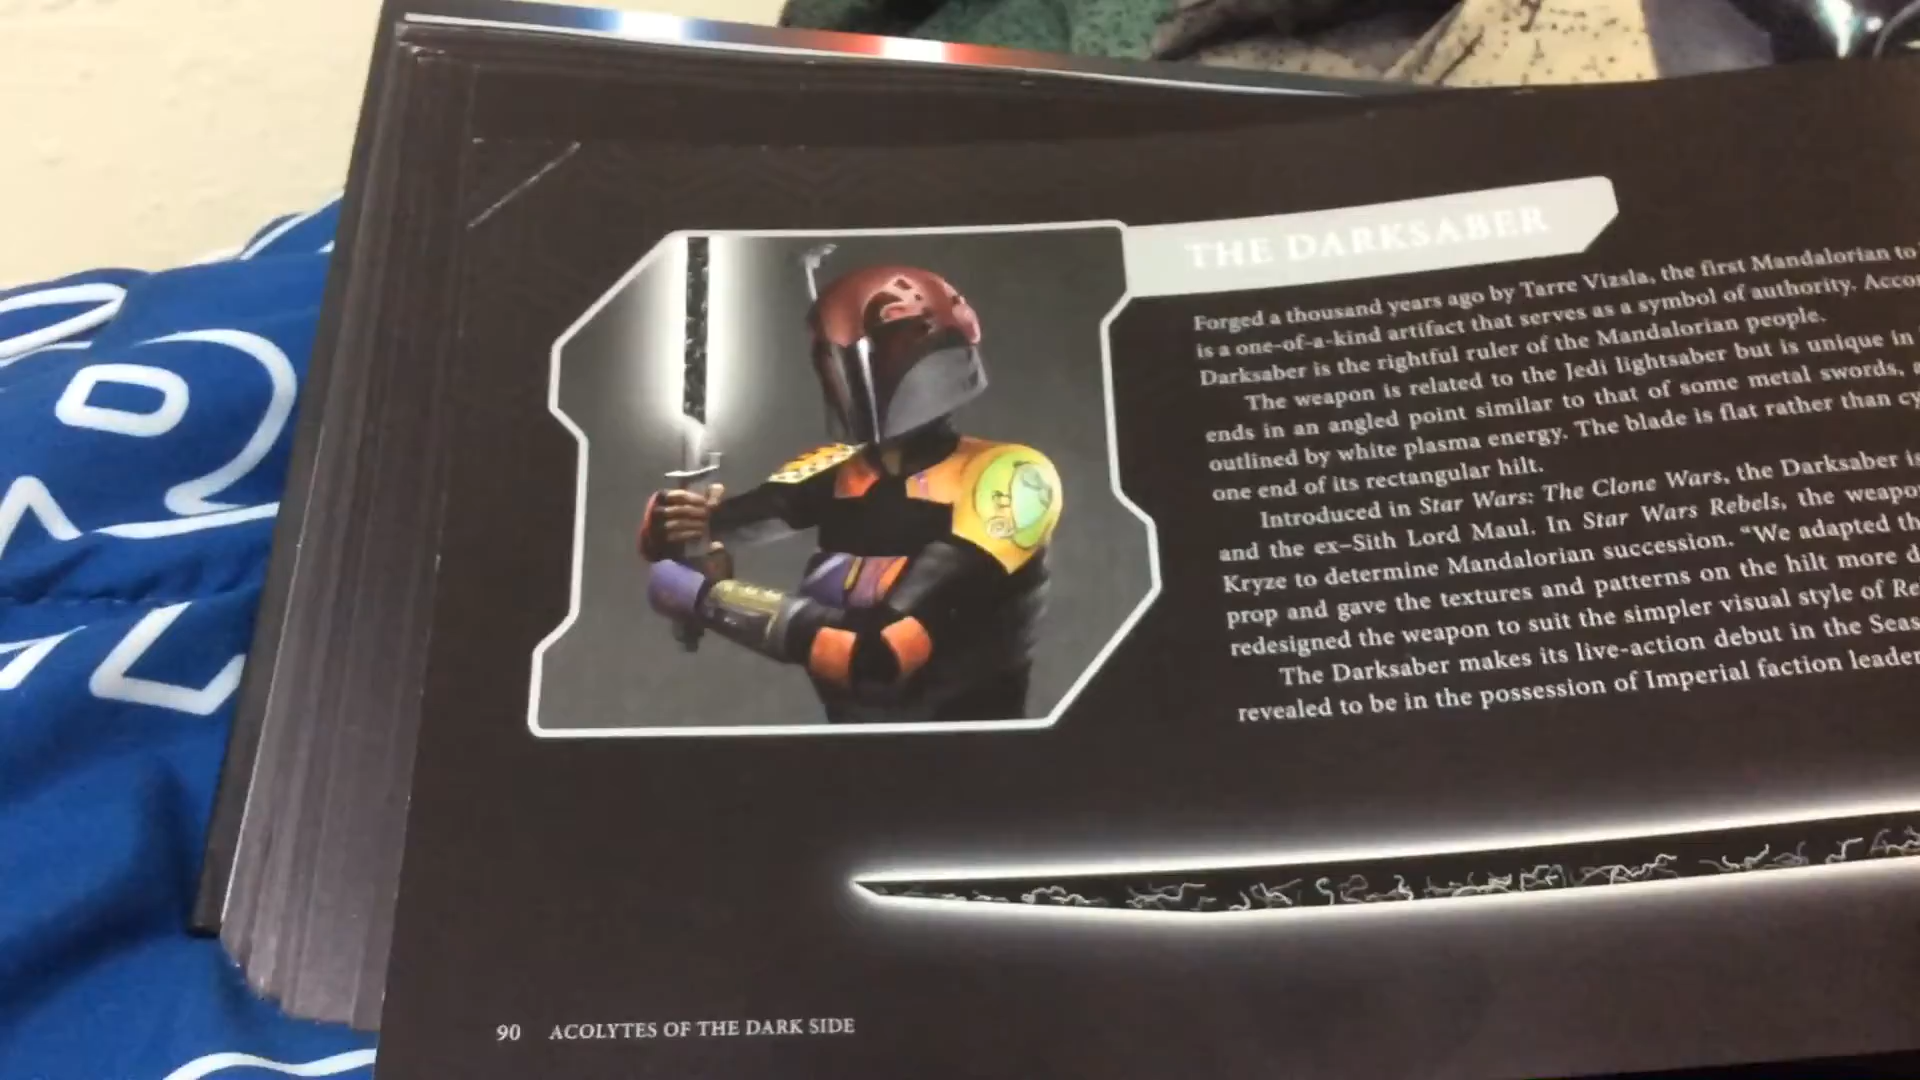 THE DARKSABER
Forged a thousand years ago by Tarre Vizsla, the first Mandalorian to
is a one-of-a-kind artifact that serves as a symbol of authority. Accor
Darksaber is the rightful ruler of the Mandalorian people.
The weapon is related to the Jedi lightsaber but is unique in
ends in an angled point similar to that of some metal swords, a
outlined by white plasma energy. The blade is flat rather than cy
one end of its rectangular hilt.
Introduced in Star Wars: The Clone Wars, the Darksaber is
and the ex–Sith Lord Maul. In Star Wars Rebels, the weapo
Kryze to determine Mandalorian succession. “We adapted th
prop and gave the textures and patterns on the hilt more d
redesigned the weapon to suit the simpler visual style of Re
The Darksaber makes its live-action debut in the Seas
revealed to be in the possession of Imperial faction leader
90 ACOLYTES OF THE DARK SIDE